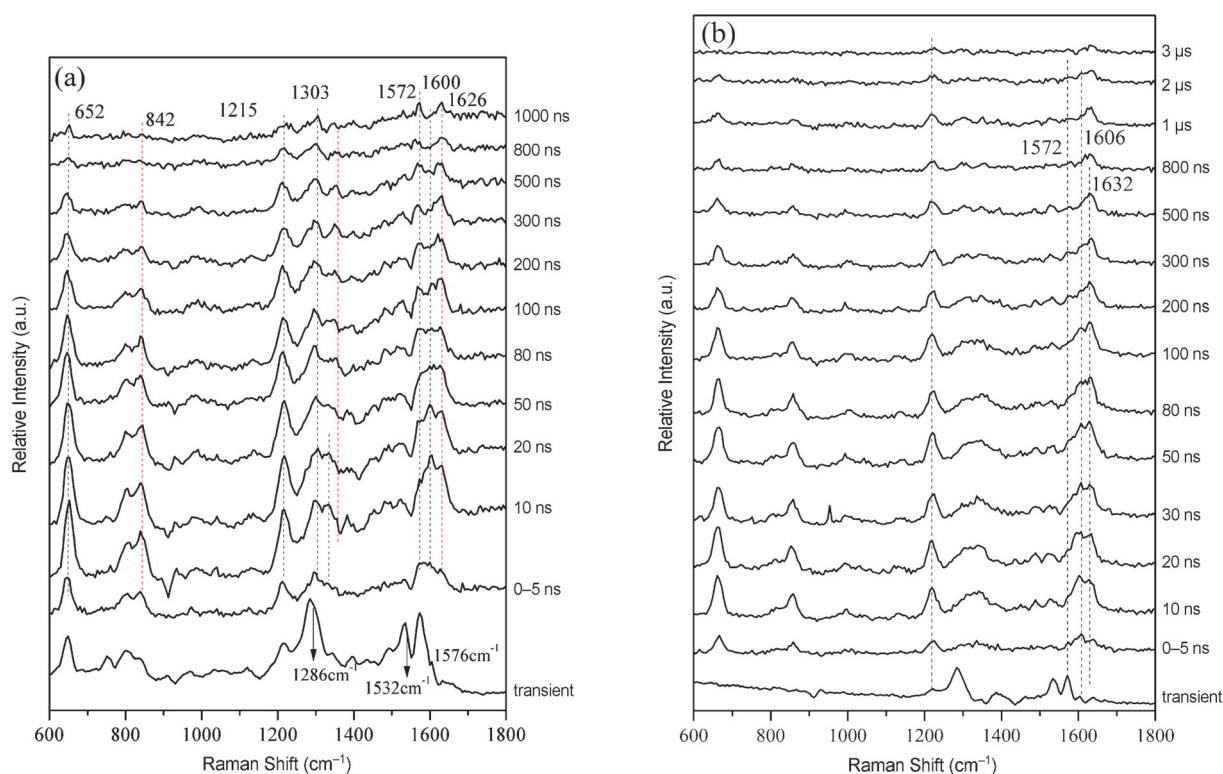 (a)
652
842
1215
1303
1572
1600
1626
1000 ns
800 ns
500 ns
300 ns
200 ns
100 ns
80 ns
50 ns
20 ns
10 ns
0–5 ns
transient
1286cm⁻¹
1532cm⁻¹
1576cm⁻¹
Relative Intensity (a.u.)
600 800 1000 1200 1400 1600 1800
Raman Shift (cm⁻¹)
(b)
3 µs
2 µs
1 µs
800 ns
500 ns
300 ns
200 ns
100 ns
80 ns
50 ns
30 ns
20 ns
10 ns
0–5 ns
transient
1572
1606
1632
Relative Intensity (a.u.)
600 800 1000 1200 1400 1600 1800
Raman Shift (cm⁻¹)